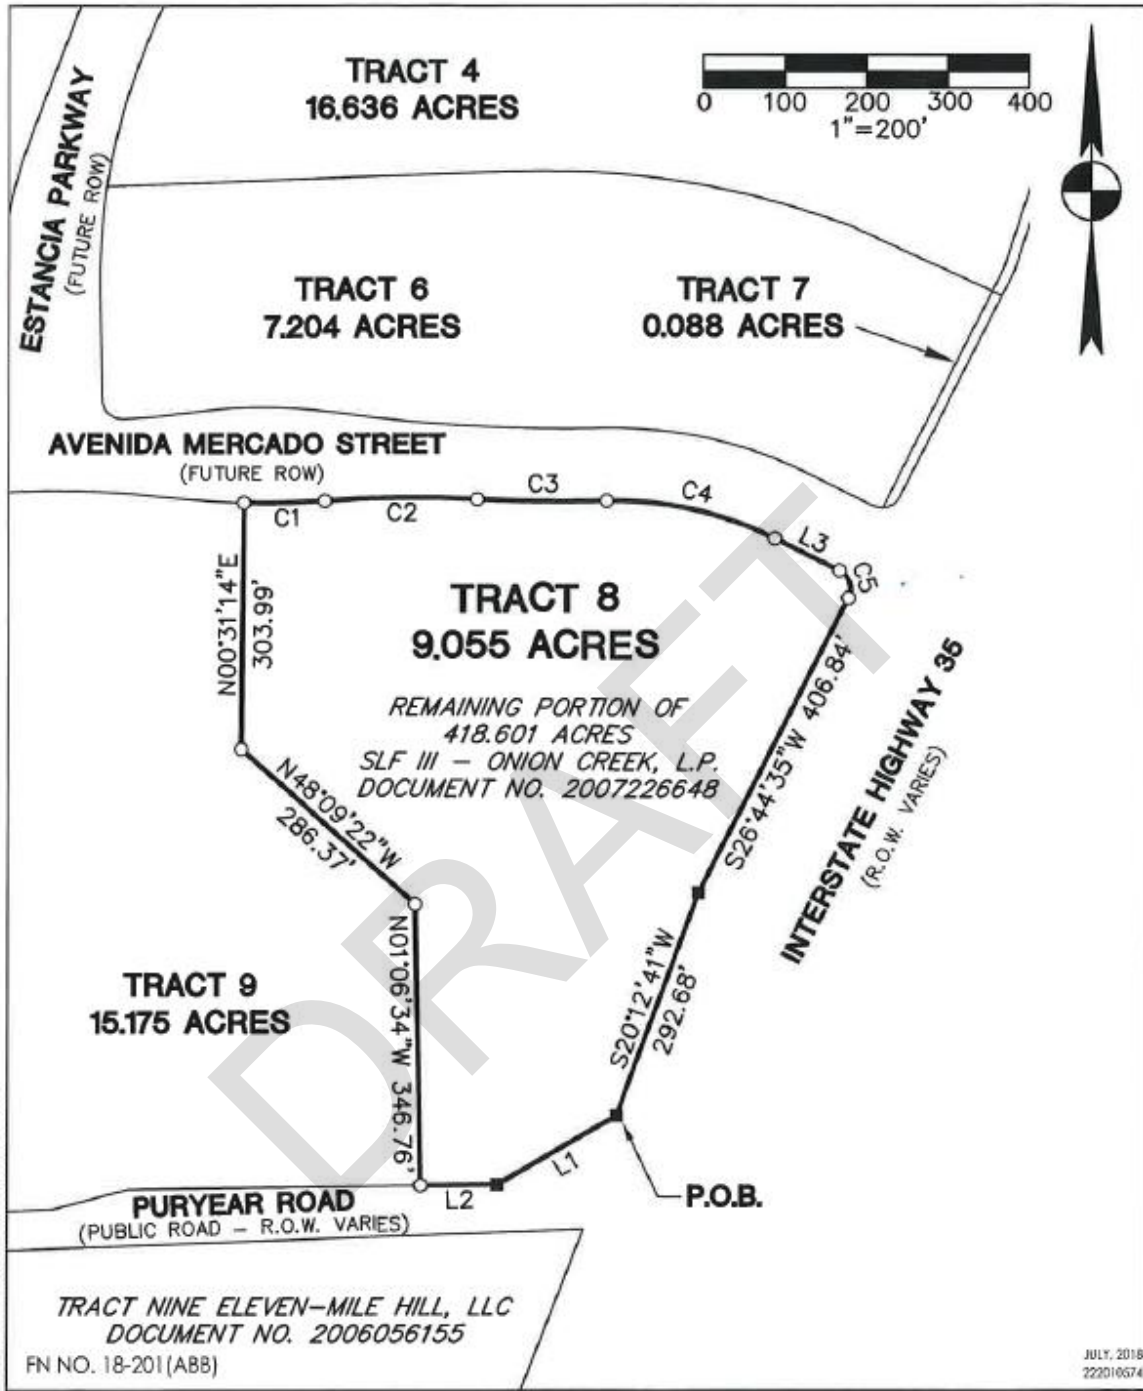 TRACT 4
16.636 ACRES
0 100 200 300 400
1"=200'
ESTANCIA PARKWAY
(FUTURE ROW)
TRACT 6
7.204 ACRES
TRACT 7
0.088 ACRES
AVENIDA MERCADO STREET
(FUTURE ROW)
C1
C2
C3
C4
L3
C5
N00°31'14"E
303.99'
TRACT 8
9.055 ACRES
REMAINING PORTION OF
418.601 ACRES
SLF III – ONION CREEK, L.P.
DOCUMENT NO. 2007226648
S26°44'35"W 406.84'
INTERSTATE HIGHWAY 35
(R.O.W. VARIES)
N48°09'22"W
286.37'
TRACT 9
15.175 ACRES
N01°06'34"W 346.76'
S20°12'41"W
292.68'
L1
L2
P.O.B.
PURYEAR ROAD
(PUBLIC ROAD – R.O.W. VARIES)
TRACT NINE ELEVEN–MILE HILL, LLC
DOCUMENT NO. 2006056155
FN NO. 18-201(ABB)
JULY, 2018
222010574
DRAFT